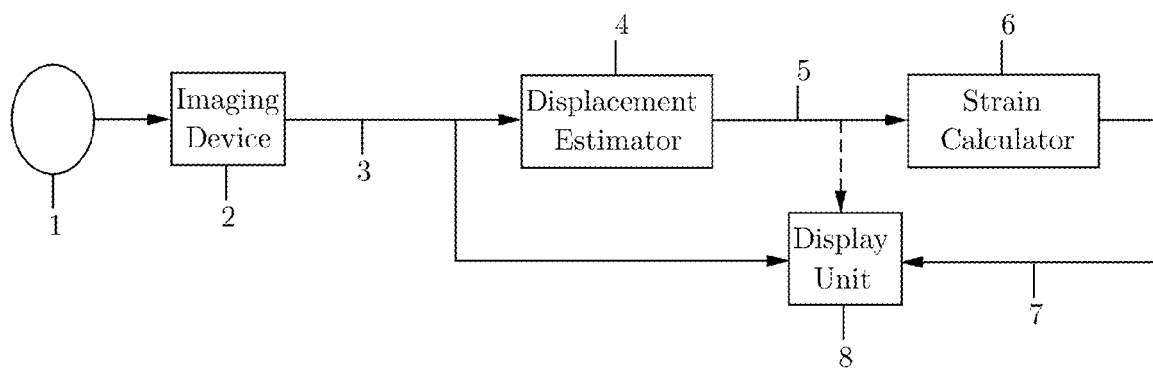 4
6
5
Imaging
Device
Displacement
Estimator
Strain
Calculator
3
1
2
Display
Unit
7
8